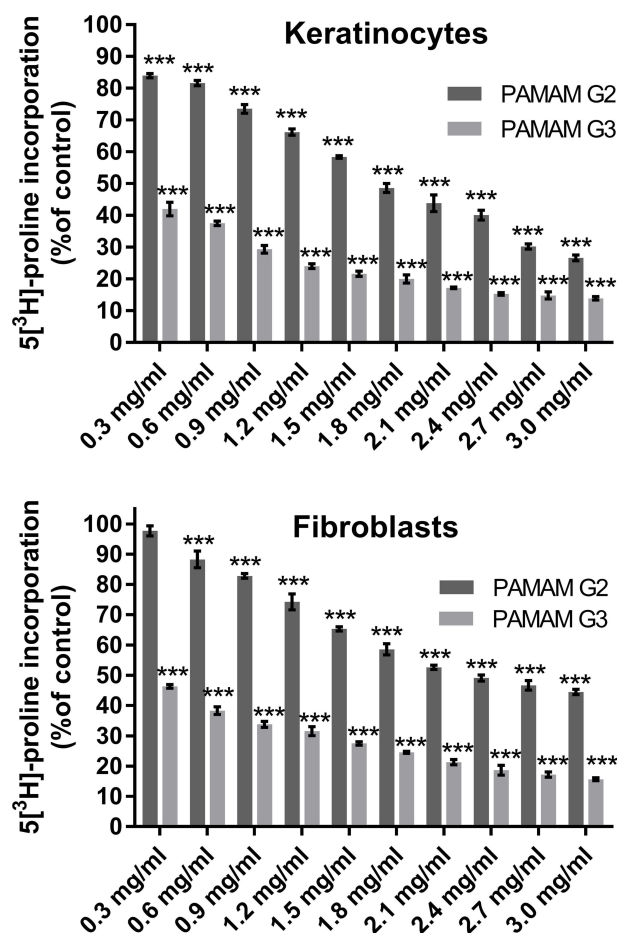 Keratinocytes
5[³H]-proline incorporation
(%of control)
100
90
80
70
60
50
40
30
20
10
0
PAMAM G2
PAMAM G3
*** *** *** *** *** *** *** *** *** ***
*** *** *** *** *** *** *** *** *** ***
0.3 mg/ml
0.6 mg/ml
0.9 mg/ml
1.2 mg/ml
1.5 mg/ml
1.8 mg/ml
2.1 mg/ml
2.4 mg/ml
2.7 mg/ml
3.0 mg/ml
Fibroblasts
5[³H]-proline incorporation
(%of control)
100
90
80
70
60
50
40
30
20
10
0
PAMAM G2
PAMAM G3
*** *** *** *** *** *** *** *** ***
*** *** *** *** *** *** *** *** *** ***
0.3 mg/ml
0.6 mg/ml
0.9 mg/ml
1.2 mg/ml
1.5 mg/ml
1.8 mg/ml
2.1 mg/ml
2.4 mg/ml
2.7 mg/ml
3.0 mg/ml